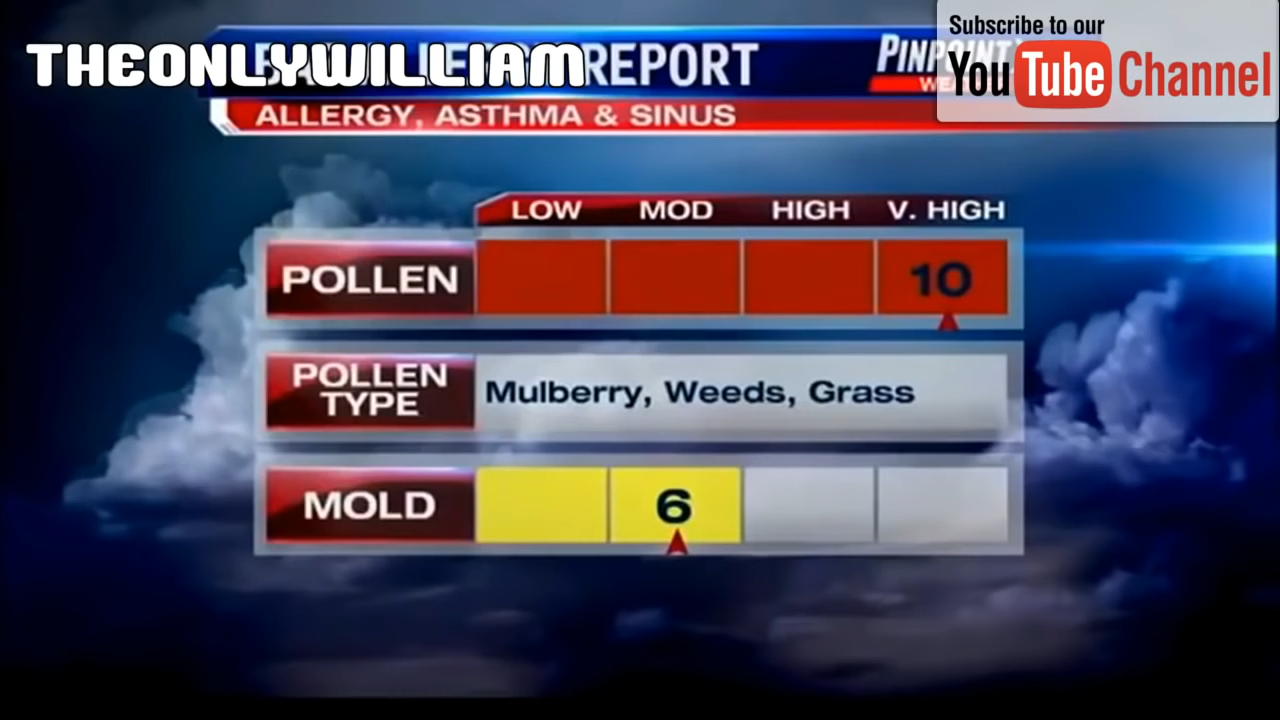 THEONLYWILLIAM
REPORT
Subscribe to our
YouTube Channel
ALLERGY, ASTHMA & SINUS
LOW MOD HIGH V. HIGH
POLLEN 10
POLLEN TYPE
Mulberry, Weeds, Grass
MOLD 6